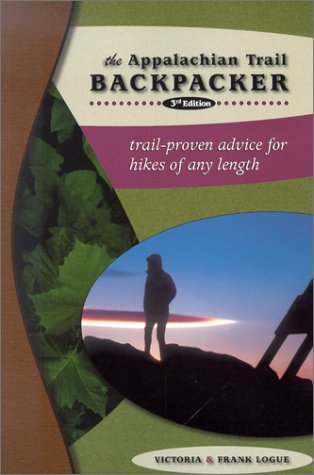 the Appalachian Trail
BACKPACKER
3rd Edition
trail-proven advice for
hikes of any length
VICTORIA & FRANK LOGUE